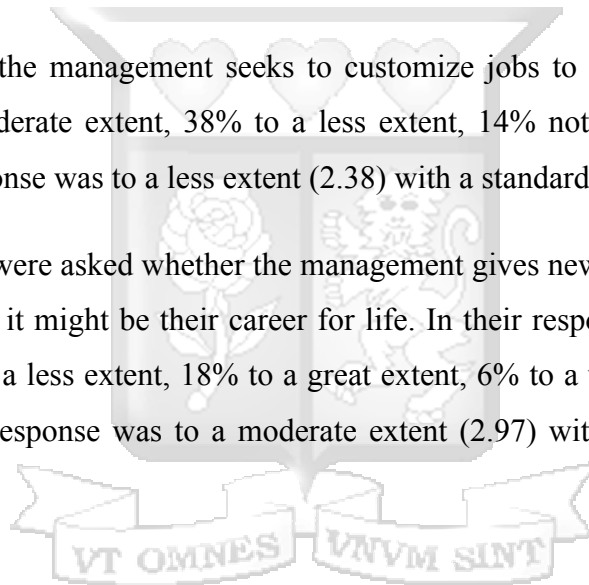 the management seeks to customize jobs to
derate extent, 38% to a less extent, 14% not
onse was to a less extent (2.38) with a standard
were asked whether the management gives new
it might be their career for life. In their resp
a less extent, 18% to a great extent, 6% to a
esponse was to a moderate extent (2.97) wit
VT OMNES VNVM SINT